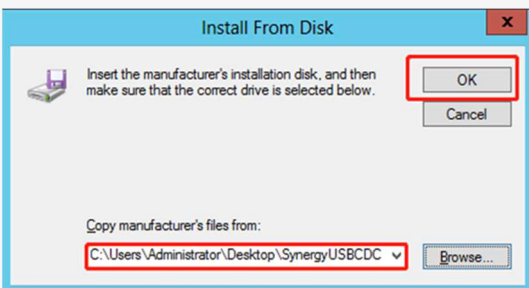 Install From Disk
x
Insert the manufacturer's installation disk, and then
make sure that the correct drive is selected below.
OK
Cancel
Copy manufacturer's files from:
C:\Users\Administrator\Desktop\SynergyUSBCDC
Browse...